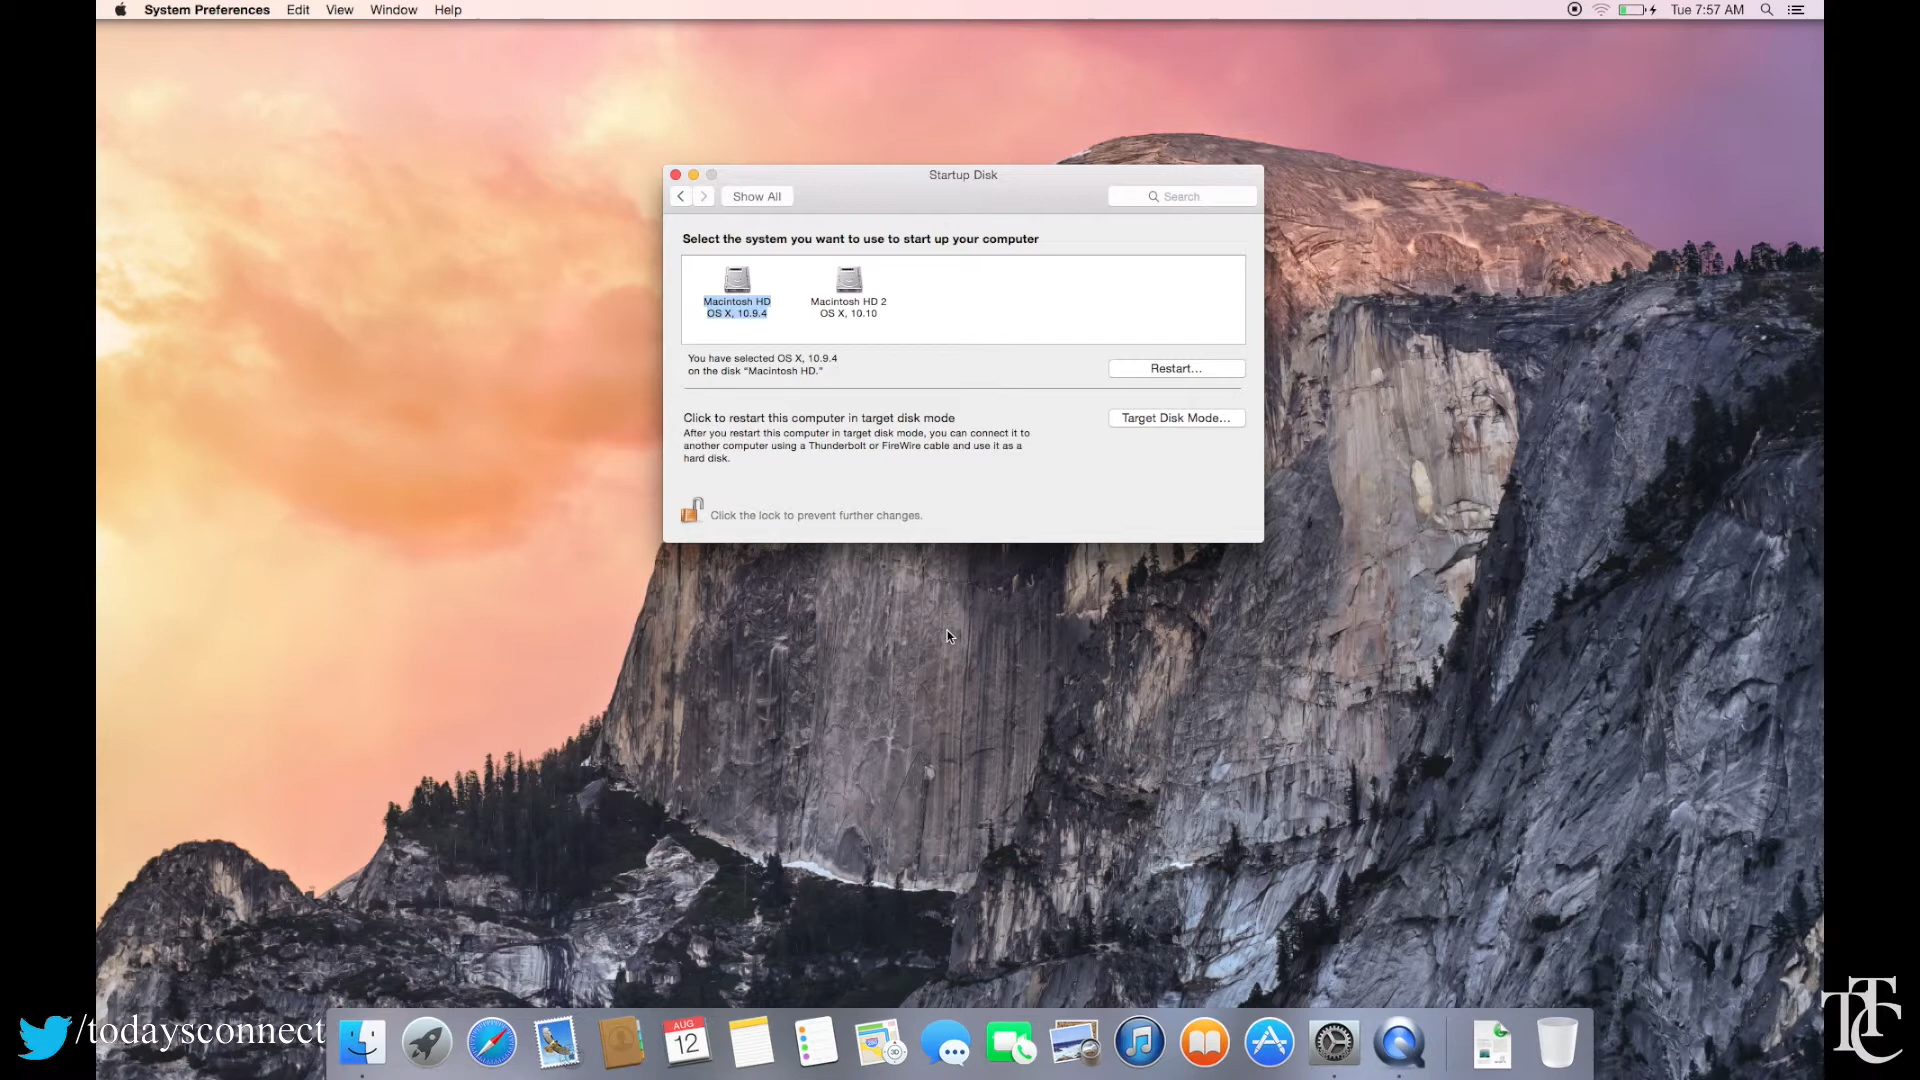 System Preferences Edit View Window Help Tue 7:57 AM
Startup Disk
Show All Search
Select the system you want to use to start up your computer
Macintosh HD
OS X, 10.9.4
Macintosh HD 2
OS X, 10.10
You have selected OS X, 10.9.4
on the disk “Macintosh HD.”
Restart...
Click to restart this computer in target disk mode
Target Disk Mode...
After you restart this computer in target disk mode, you can connect it to
another computer using a Thunderbolt or FireWire cable and use it as a
hard disk.
Click the lock to prevent further changes.
/todaysconnect
AUG
12
3D
TTC